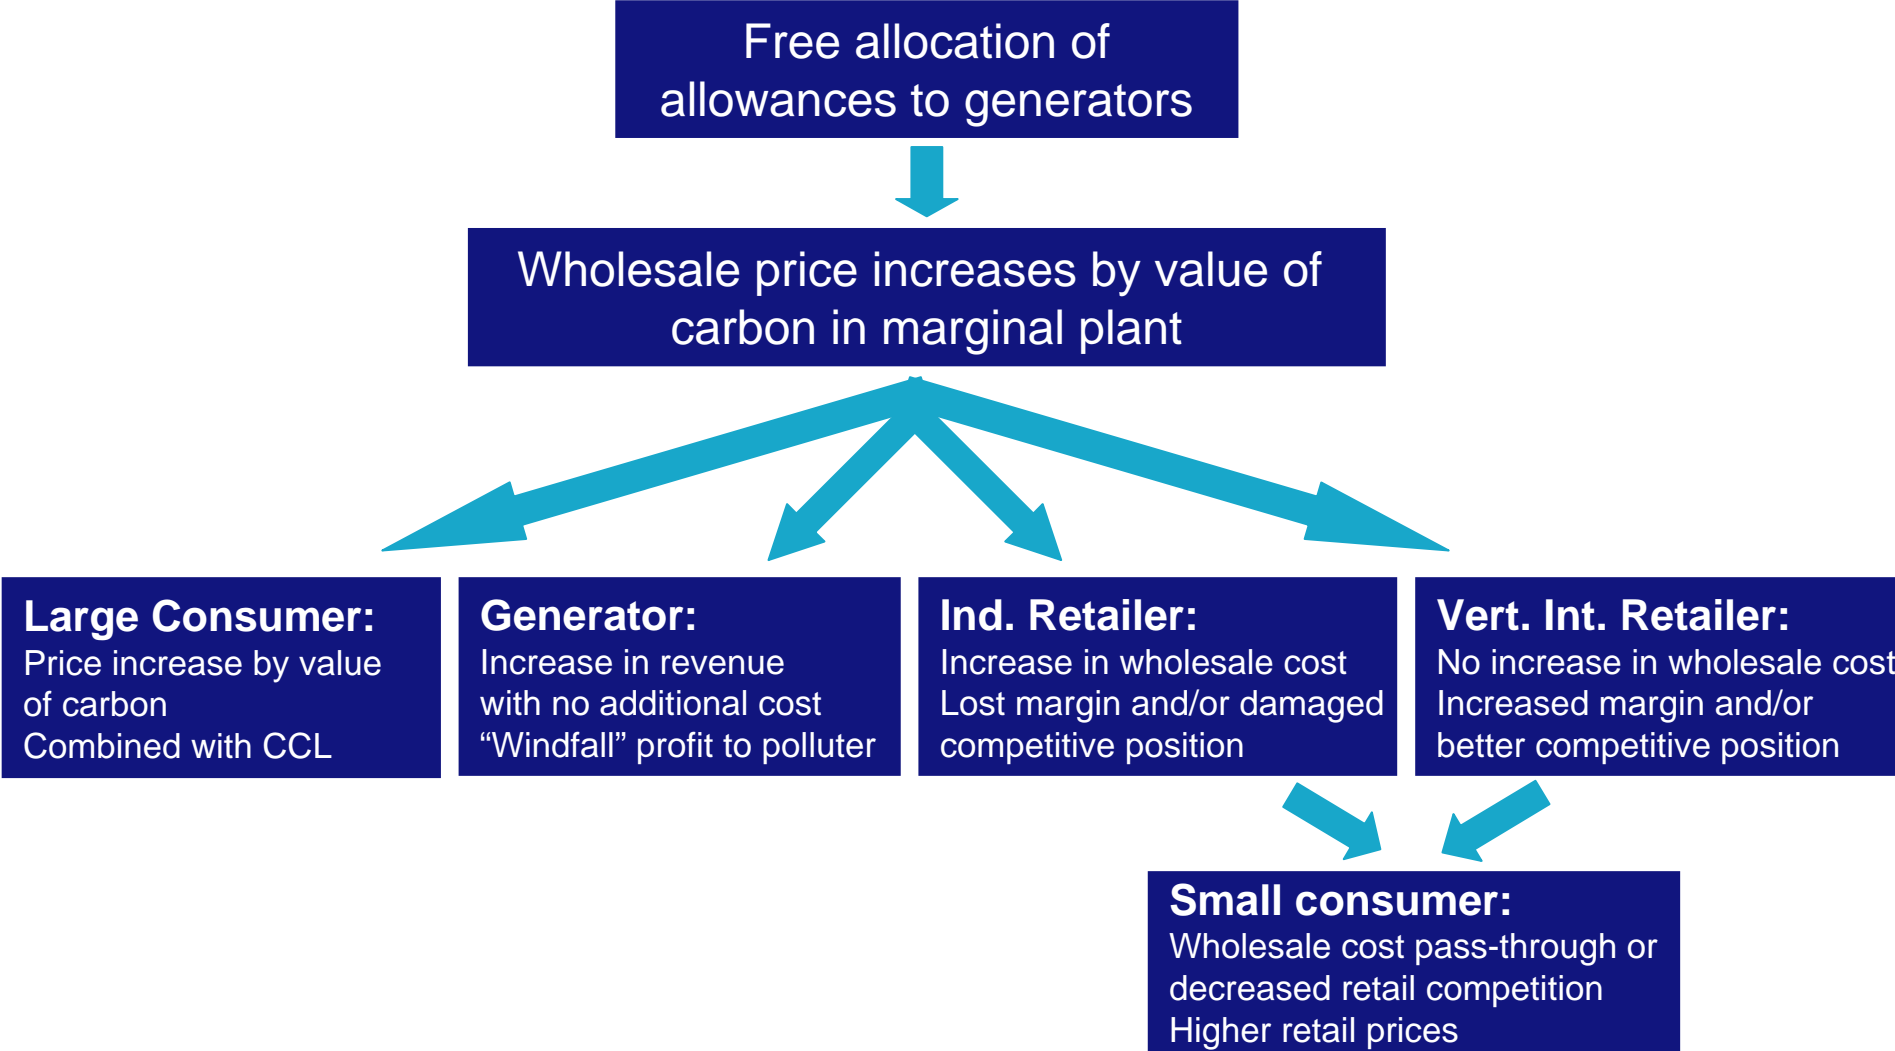 Free allocation of
allowances to generators
Wholesale price increases by value of
carbon in marginal plant
Large Consumer:
Price increase by value
of carbon
Combined with CCL
Generator:
Increase in revenue
with no additional cost
“Windfall” profit to polluter
Ind. Retailer:
Increase in wholesale cost
Lost margin and/or damaged
competitive position
Vert. Int. Retailer:
No increase in wholesale cost
Increased margin and/or
better competitive position
Small consumer:
Wholesale cost pass-through or
decreased retail competition
Higher retail prices